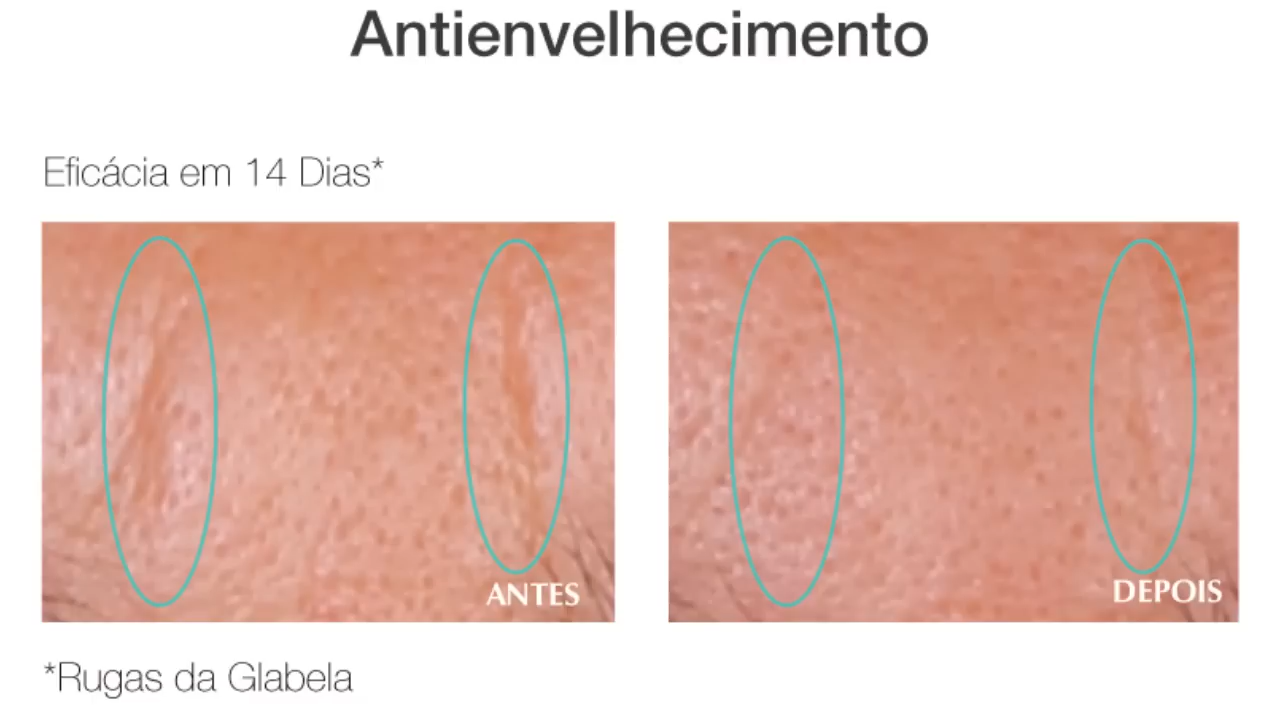 Antienvelhecimento
Eficácia em 14 Dias*
ANTES
DEPOIS
*Rugas da Glabela